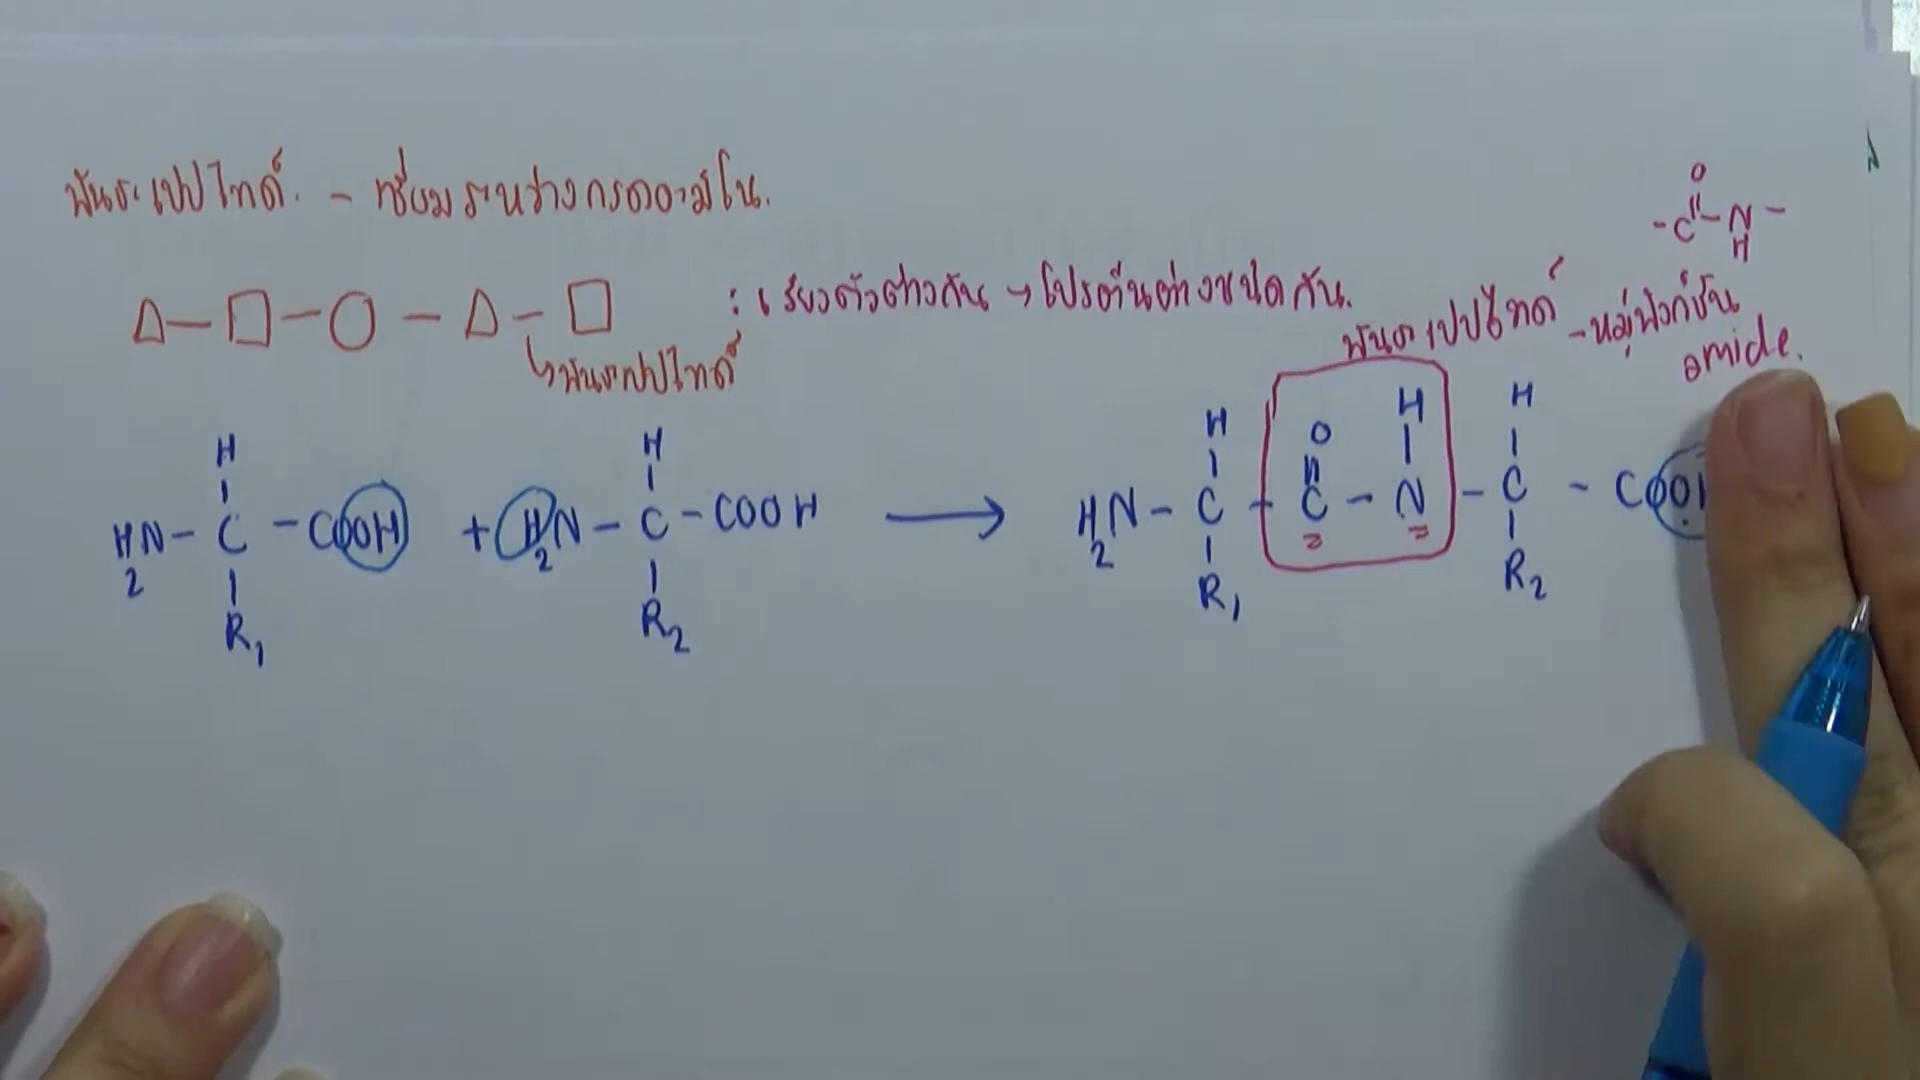 พันธะเปปไทด์. - เชื่อมระหว่างกรดอะมิโน.
O
- C - N -
H
: เรียงตัวต่างกัน → โปรตีนต่างชนิดกัน.
↳ พันธะเปปไทด์
พันธะเปปไทด์ - หมู่ฟังก์ชัน
amide.
H H H O H H
H2N - C - COOH + H2N - C - COOH → H2N - C - C - N - C - COO
R1 R2 R1 R2